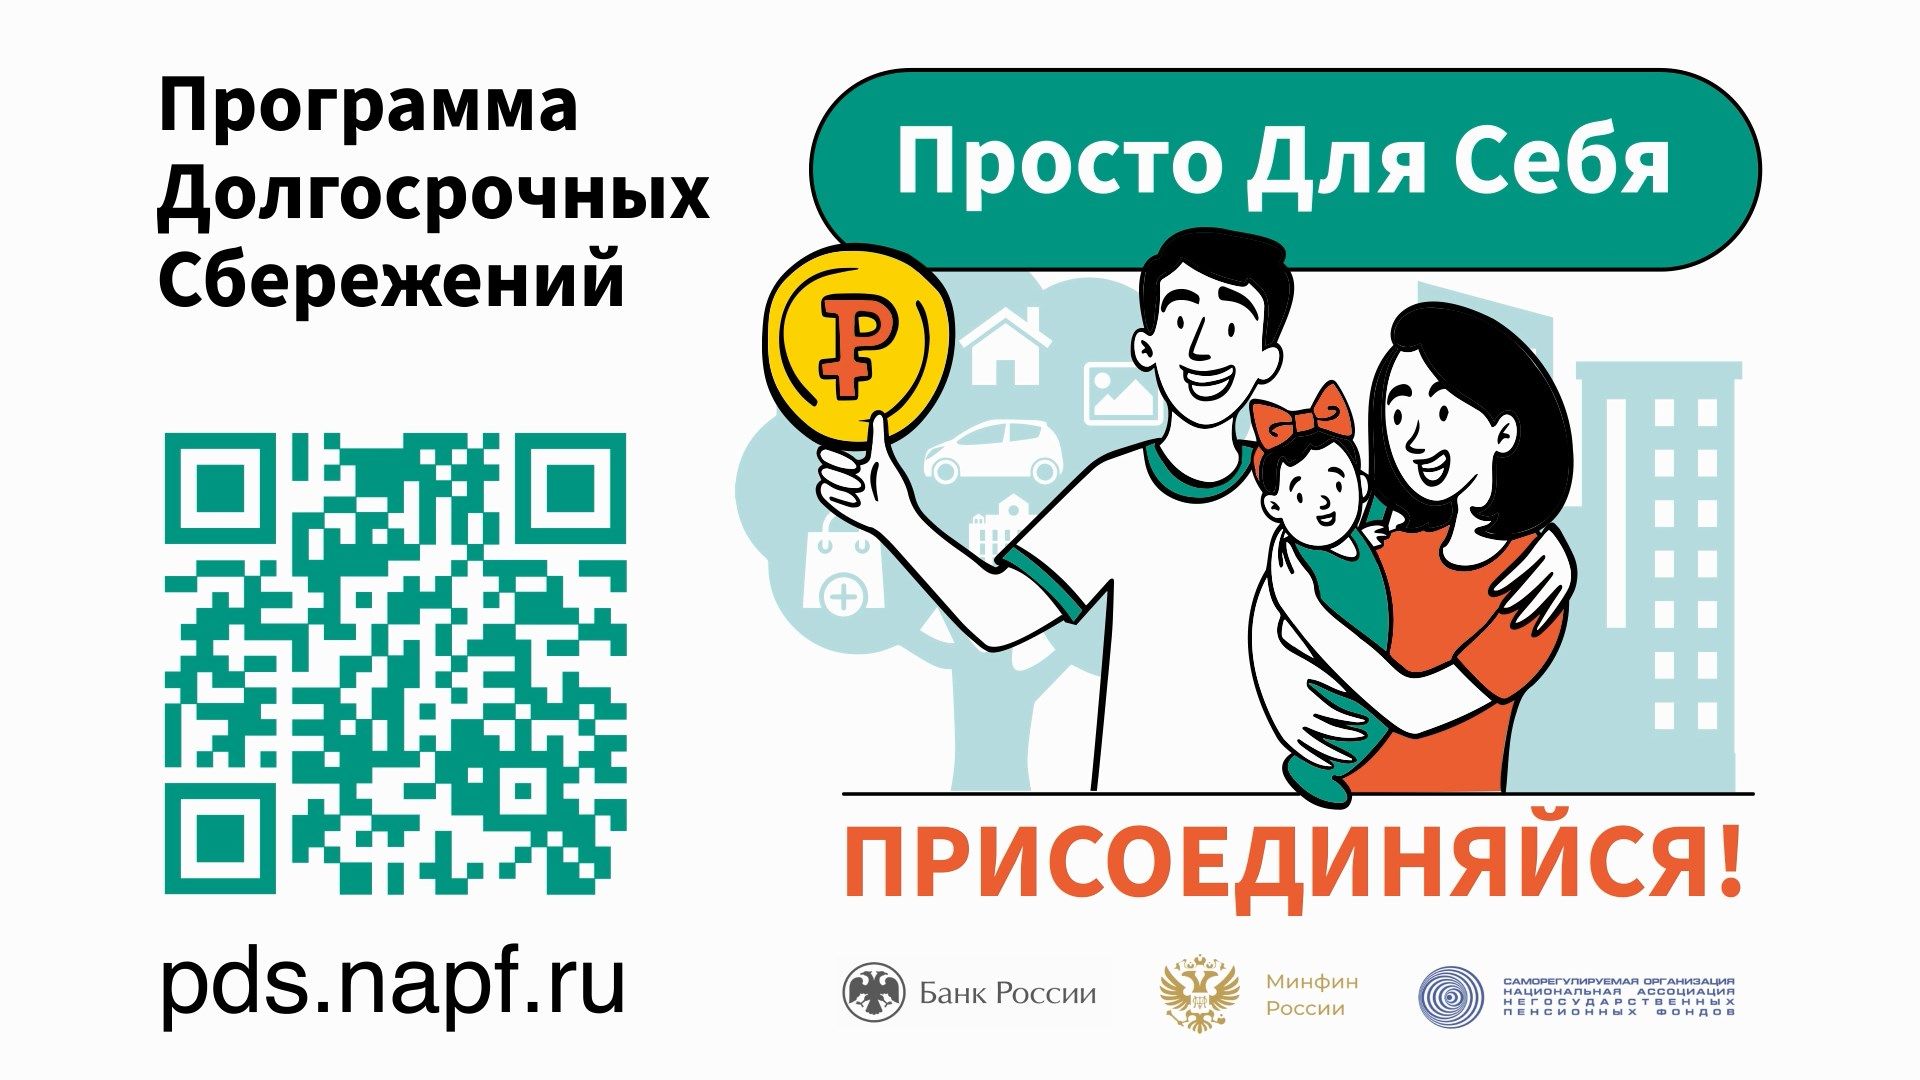 Программа
Долгосрочных
Сбережений
pds.napf.ru
Просто Для Себя
₽
ПРИСОЕДИНЯЙСЯ!
Банк России
Минфин
России
САМОРЕГУЛИРУЕМАЯ ОРГАНИЗАЦИЯ
НАЦИОНАЛЬНАЯ АССОЦИАЦИЯ
НЕГОСУДАРСТВЕННЫХ
ПЕНСИОННЫХ ФОНДОВ